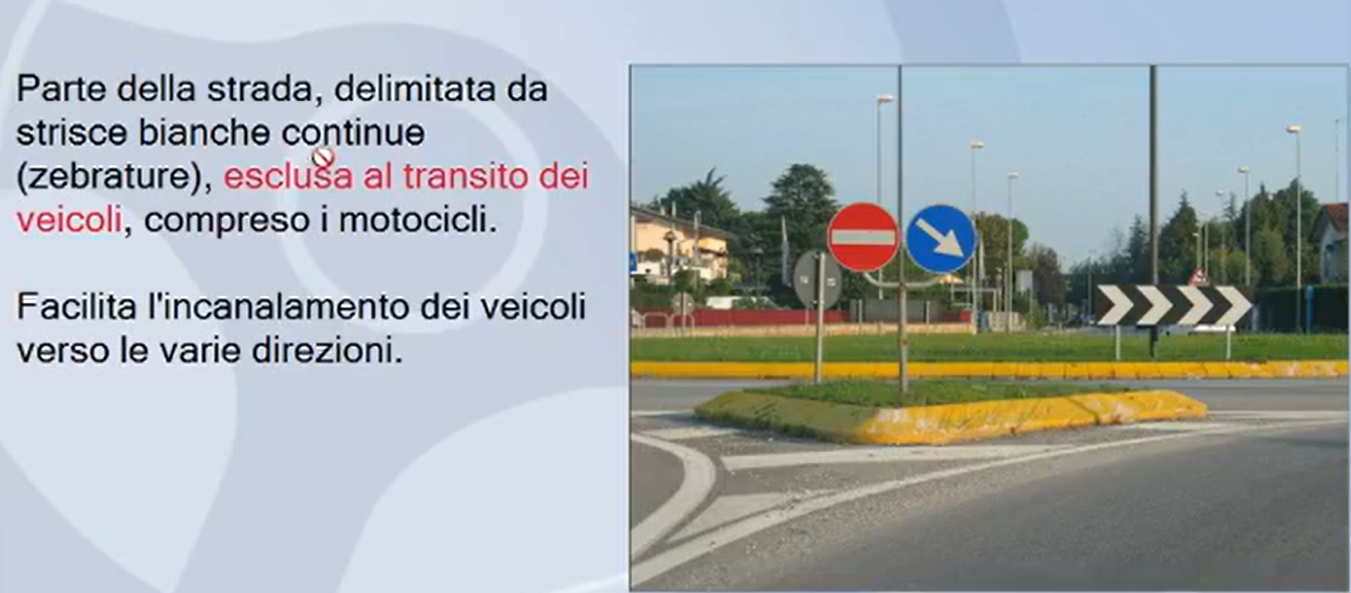 Parte della strada, delimitata da
strisce bianche continue
(zebrature), esclusa al transito dei
veicoli, compreso i motocicli.
Facilita l'incanalamento dei veicoli
verso le varie direzioni.